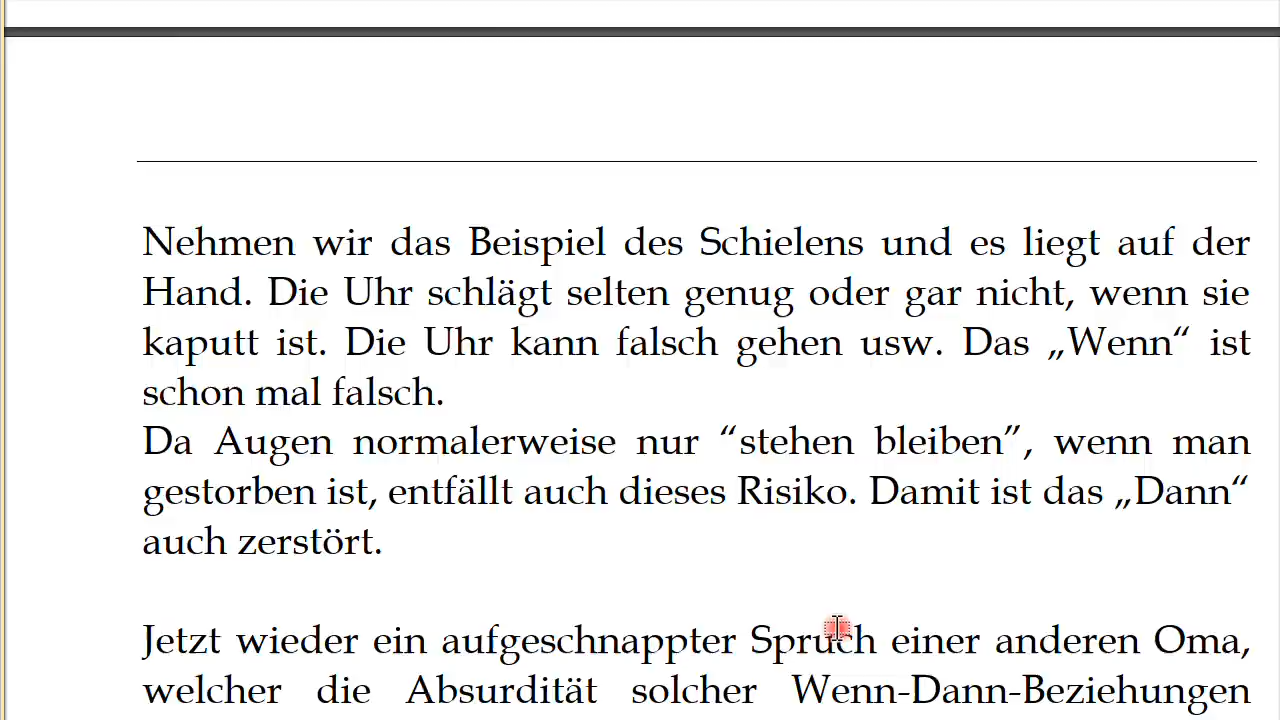 Nehmen wir das Beispiel des Schielens und es liegt auf der
Hand. Die Uhr schlägt selten genug oder gar nicht, wenn sie
kaputt ist. Die Uhr kann falsch gehen usw. Das „Wenn“ ist
schon mal falsch.
Da Augen normalerweise nur “stehen bleiben”, wenn man
gestorben ist, entfällt auch dieses Risiko. Damit ist das „Dann“
auch zerstört.
Jetzt wieder ein aufgeschnappter Spruch einer anderen Oma,
welcher die Absurdität solcher Wenn-Dann-Beziehungen